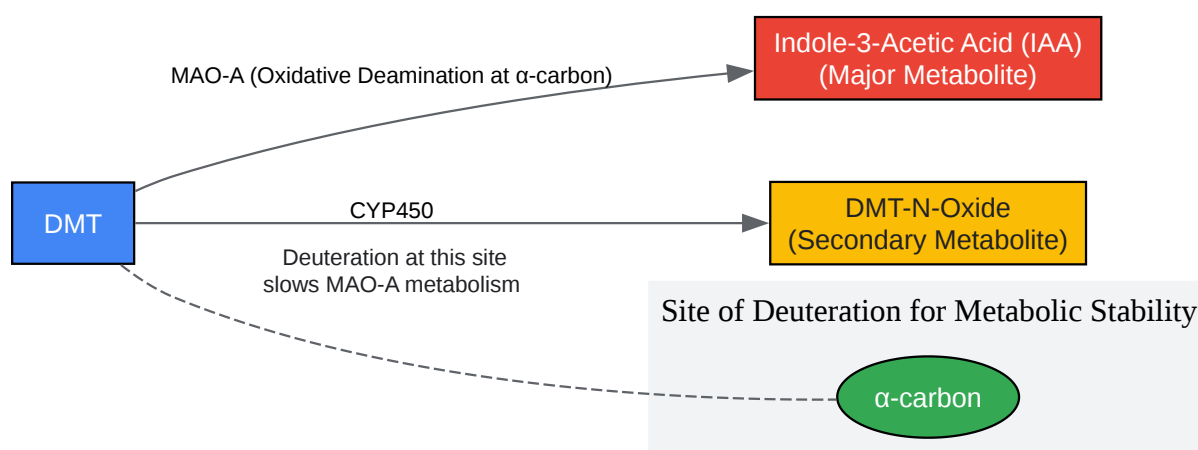 Indole-3-Acetic Acid (IAA)
(Major Metabolite)
MAO-A (Oxidative Deamination at α-carbon)
DMT
CYP450
DMT-N-Oxide
(Secondary Metabolite)
Deuteration at this site
slows MAO-A metabolism
Site of Deuteration for Metabolic Stability
α-carbon